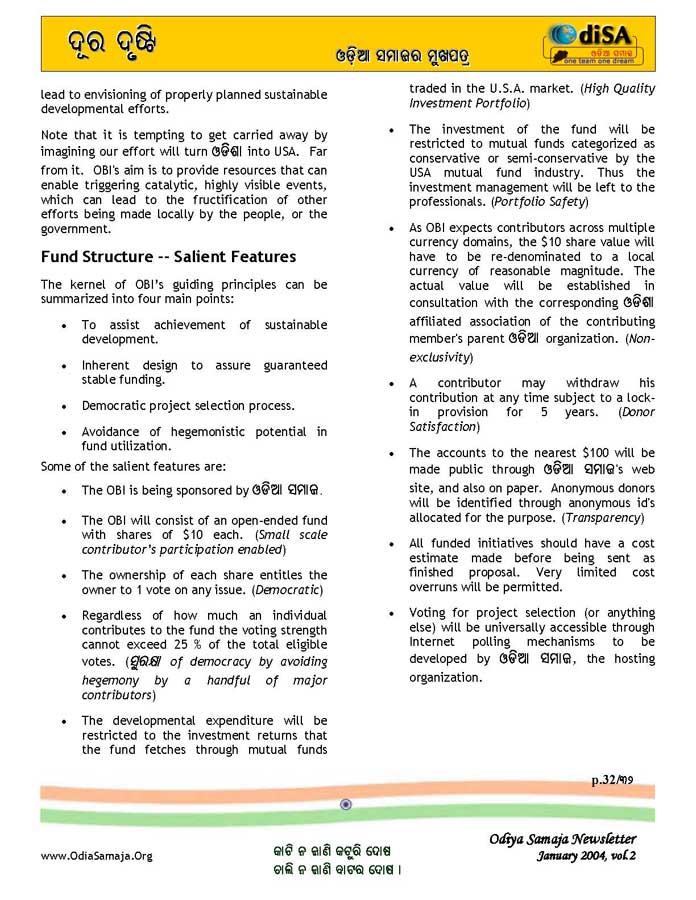 ଦୂର ଦୃଷ୍ଟି
ଓଡ଼ିଆ ସମାଜର ମୁଖପତ୍ର
diSA
ଓଡ଼ିଆ ସମାଜ
one team one dream
lead to envisioning of properly planned sustainable
developmental efforts.
Note that it is tempting to get carried away by
imagining our effort will turn ଓଡିଶା into USA. Far
from it. OBI's aim is to provide resources that can
enable triggering catalytic, highly visible events,
which can lead to the fructification of other
efforts being made locally by the people, or the
government.
Fund Structure -- Salient Features
The kernel of OBI's guiding principles can be
summarized into four main points:
• To assist achievement of sustainable
development.
• Inherent design to assure guaranteed
stable funding.
• Democratic project selection process.
• Avoidance of hegemonistic potential in
fund utilization.
Some of the salient features are:
• The OBI is being sponsored by ଓଡିଆ ସମାଜ.
• The OBI will consist of an open-ended fund
with shares of $10 each. (Small scale
contributor's participation enabled)
• The ownership of each share entitles the
owner to 1 vote on any issue. (Democratic)
• Regardless of how much an individual
contributes to the fund the voting strength
cannot exceed 25 % of the total eligible
votes. (ସୁରକ୍ଷା of democracy by avoiding
hegemony by a handful of major
contributors)
• The developmental expenditure will be
restricted to the investment returns that
the fund fetches through mutual funds
traded in the U.S.A. market. (High Quality
Investment Portfolio)
• The investment of the fund will be
restricted to mutual funds categorized as
conservative or semi-conservative by the
USA mutual fund industry. Thus the
investment management will be left to the
professionals. (Portfolio Safety)
• As OBI expects contributors across multiple
currency domains, the $10 share value will
have to be re-denominated to a local
currency of reasonable magnitude. The
actual value will be established in
consultation with the corresponding ଓଡିଶା
affiliated association of the contributing
member's parent ଓଡିଆ organization. (Non-
exclusivity)
• A contributor may withdraw his
contribution at any time subject to a lock-
in provision for 5 years. (Donor
Satisfaction)
• The accounts to the nearest $100 will be
made public through ଓଡିଆ ସମାଜ's web
site, and also on paper. Anonymous donors
will be identified through anonymous id's
allocated for the purpose. (Transparency)
• All funded initiatives should have a cost
estimate made before being sent as
finished proposal. Very limited cost
overruns will be permitted.
• Voting for project selection (or anything
else) will be universally accessible through
Internet polling mechanisms to be
developed by ଓଡିଆ ସମାଜ, the hosting
organization.
p.32/୩୨
www.OdiaSamaja.Org
କାଟି ନ ଜାଣି କଟୁରି ଦୋଷ
ଚାଲି ନ ଜାଣି ବାଟର ଦୋଷ ।
Odiya Samaja Newsletter
January 2004, vol.2